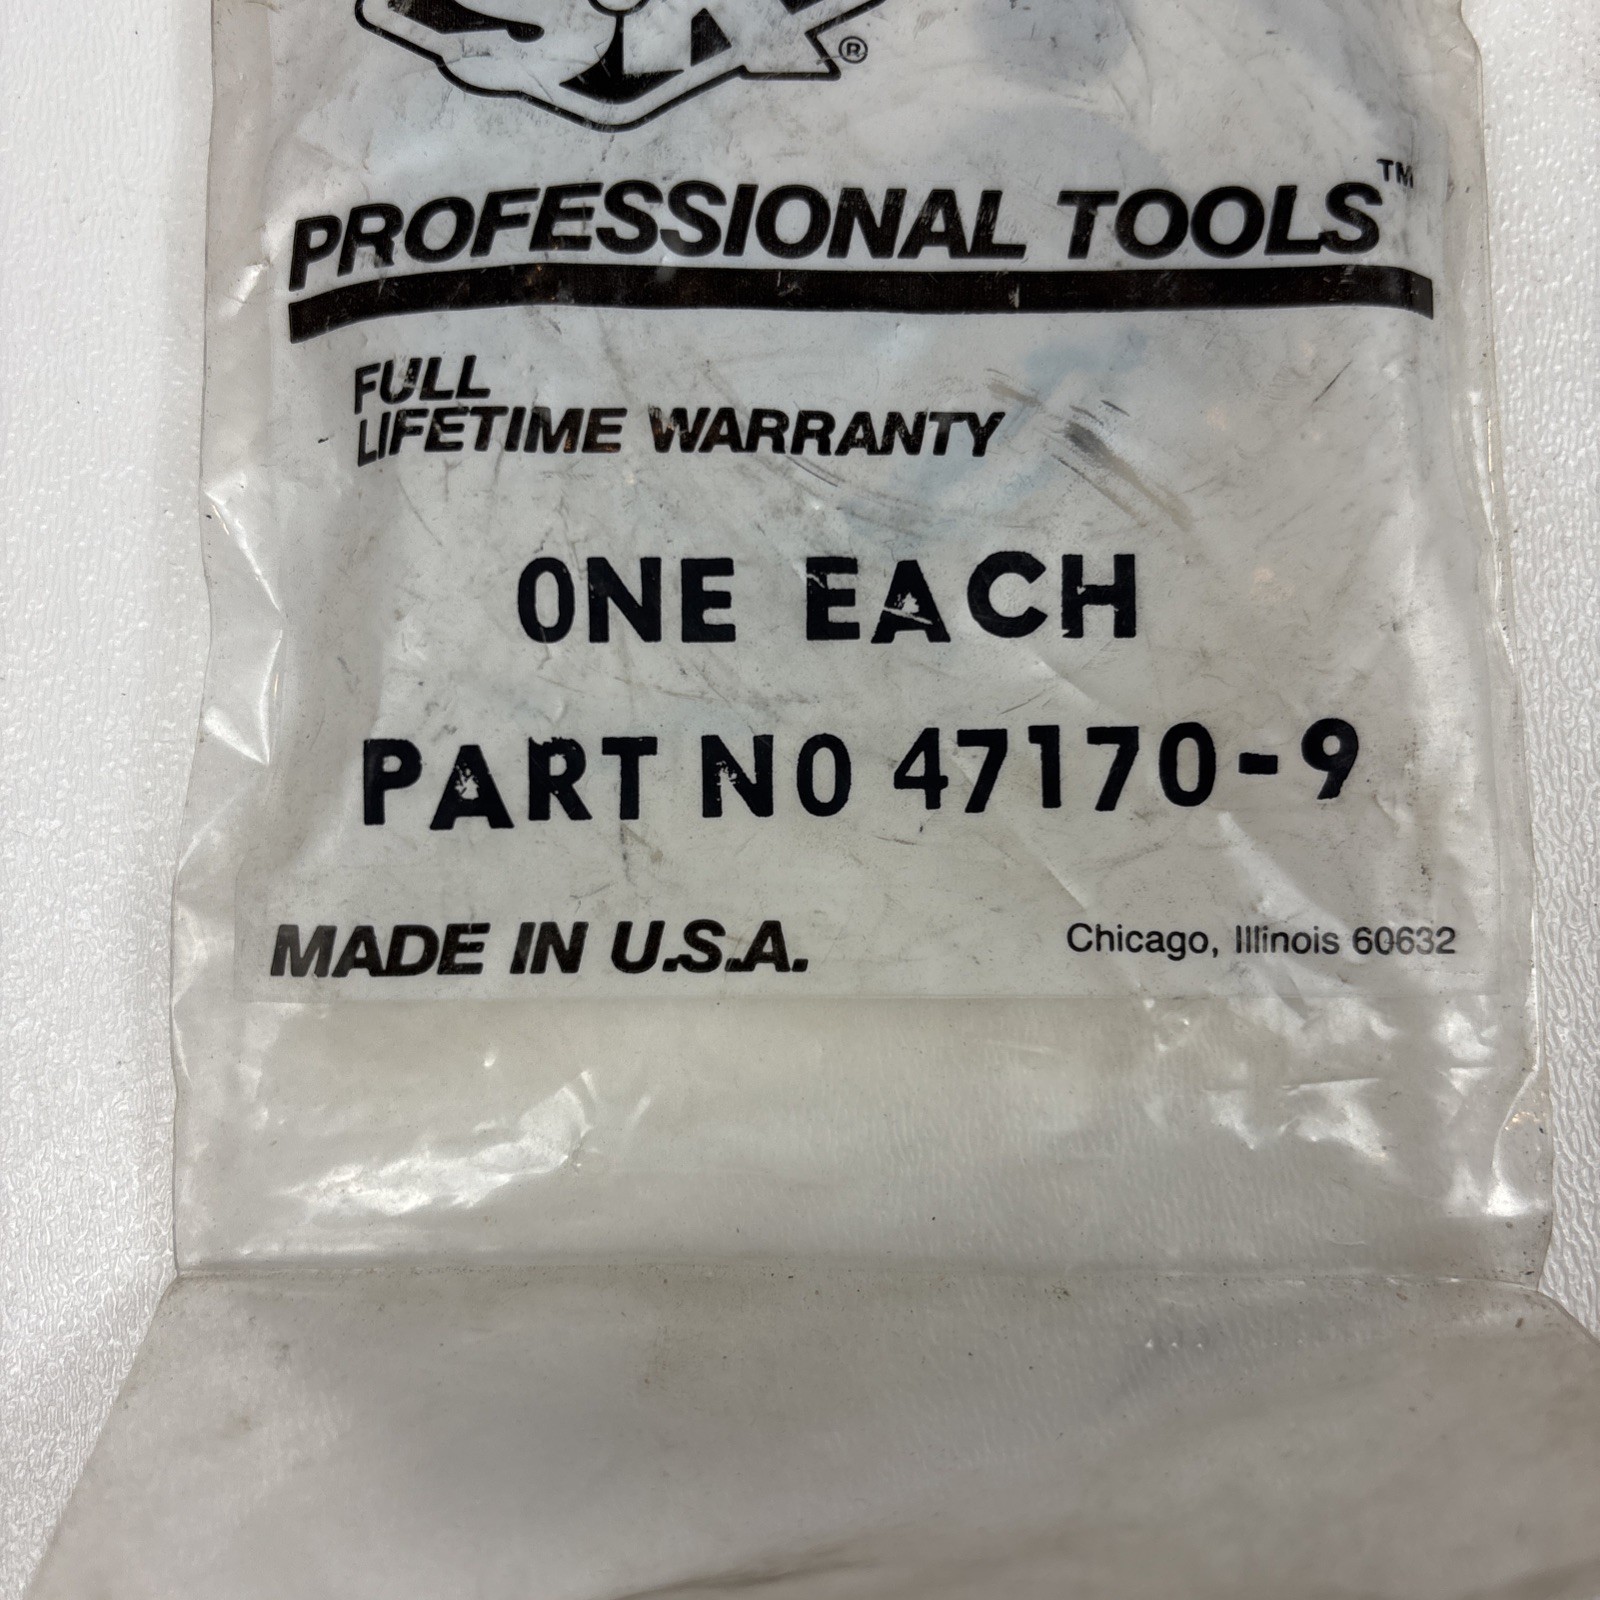 ®
PROFESSIONAL TOOLS™
FULL
LIFETIME WARRANTY
ONE EACH
PART NO 47170-9
MADE IN U.S.A.
Chicago, Illinois 60632